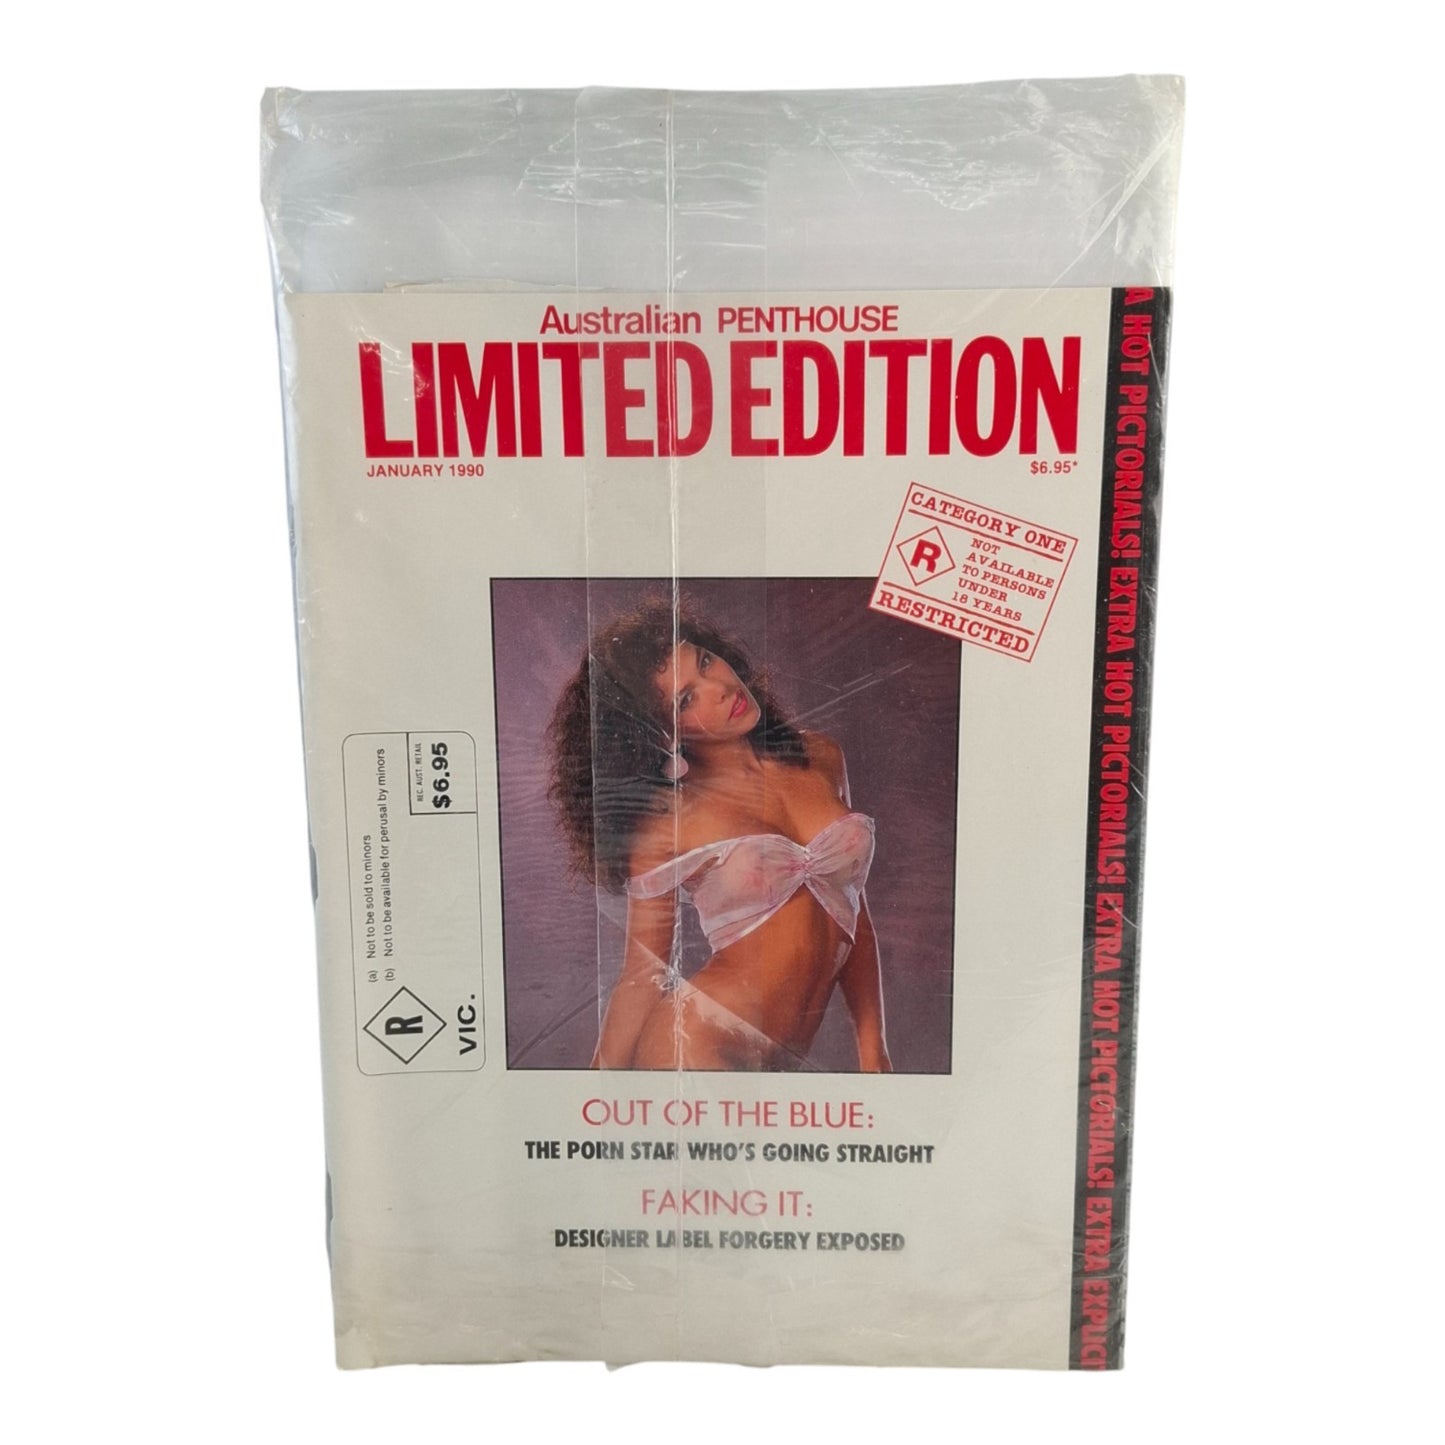 Australian PENTHOUSE
LIMITED EDITION
JANUARY 1990
$6.95*
CATEGORY ONE
R
NOT
AVAILABLE
TO PERSONS
UNDER
18 YEARS
RESTRICTED
(a) Not to be sold to minors
(b) Not to be available for perusal by minors
REC. AUST. RETAIL
$6.95
R
VIC.
OUT OF THE BLUE:
THE PORN STAR WHO'S GOING STRAIGHT
FAKING IT:
DESIGNER LABEL FORGERY EXPOSED
A HOT PICTORIALS! EXTRA HOT PICTORIALS! EXTRA HOT PICTORIALS! EXTRA EXPLICI